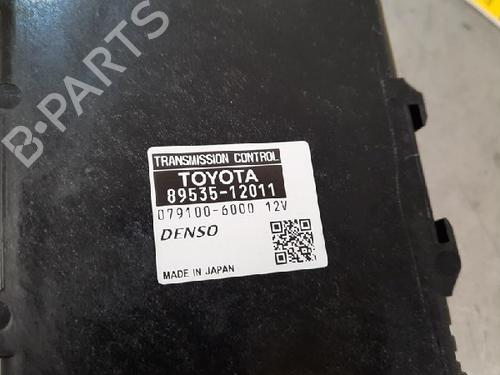 B-PARTS
TRANSMISSION CONTROL
TOYOTA
89535-12011
079100-6000 12V
DENSO
MADE IN JAPAN